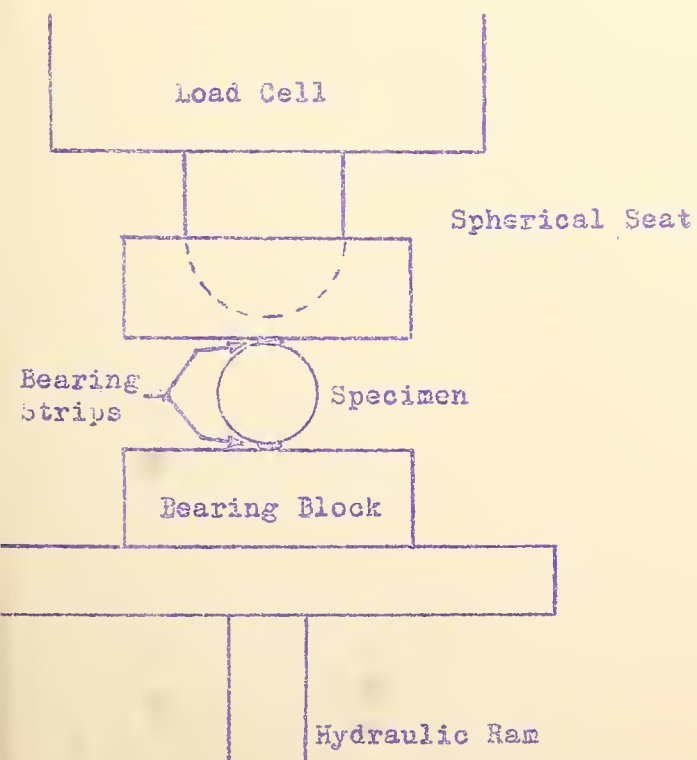 Load Cell
Spherical Seat
Bearing
Strips
Specimen
Bearing Block
Hydraulic Ram